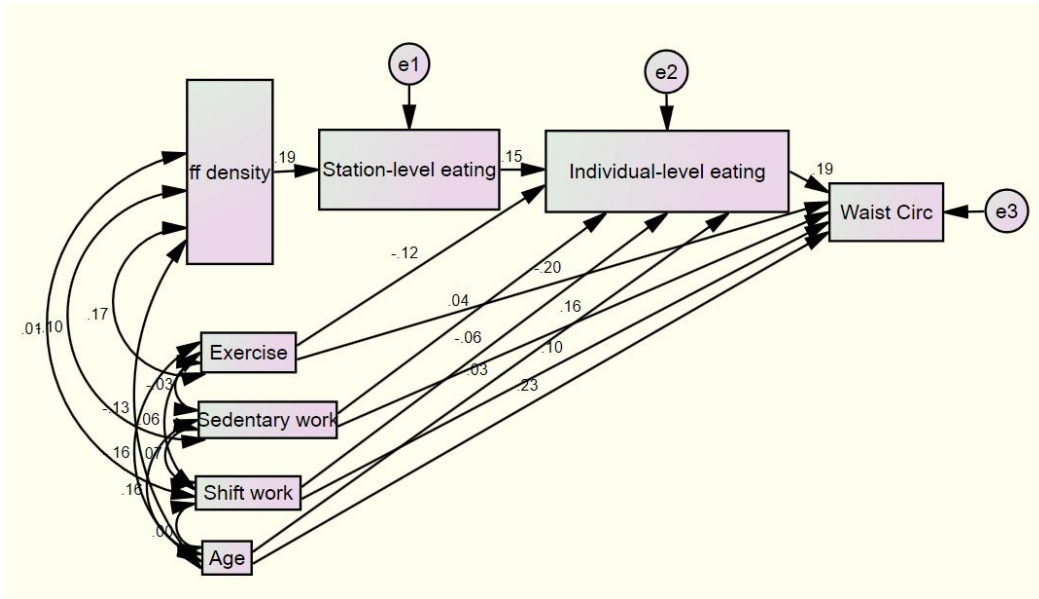 e1
e2
ff density
.19
Station-level eating
.15
Individual-level eating
.19
Waist Circ
e3
-.12
-.20
.04
.16
.01
.10
.17
-.06
.10
Exercise
.03
-.03
.23
-.13
.06
Sedentary work
.16
.07
.16
Shift work
.00
Age